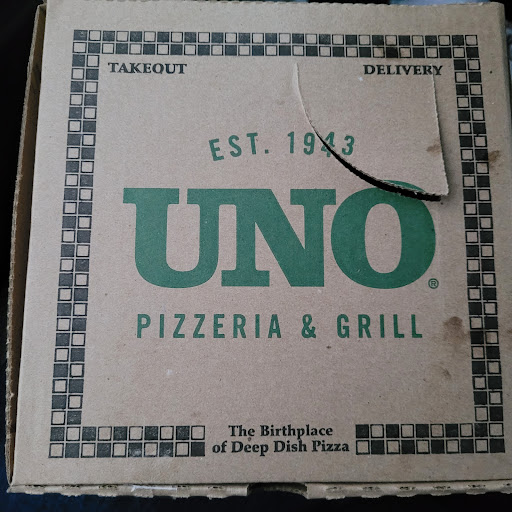 TAKEOUT DELIVERY
EST. 1943
UNO®
PIZZERIA & GRILL
The Birthplace
of Deep Dish Pizza